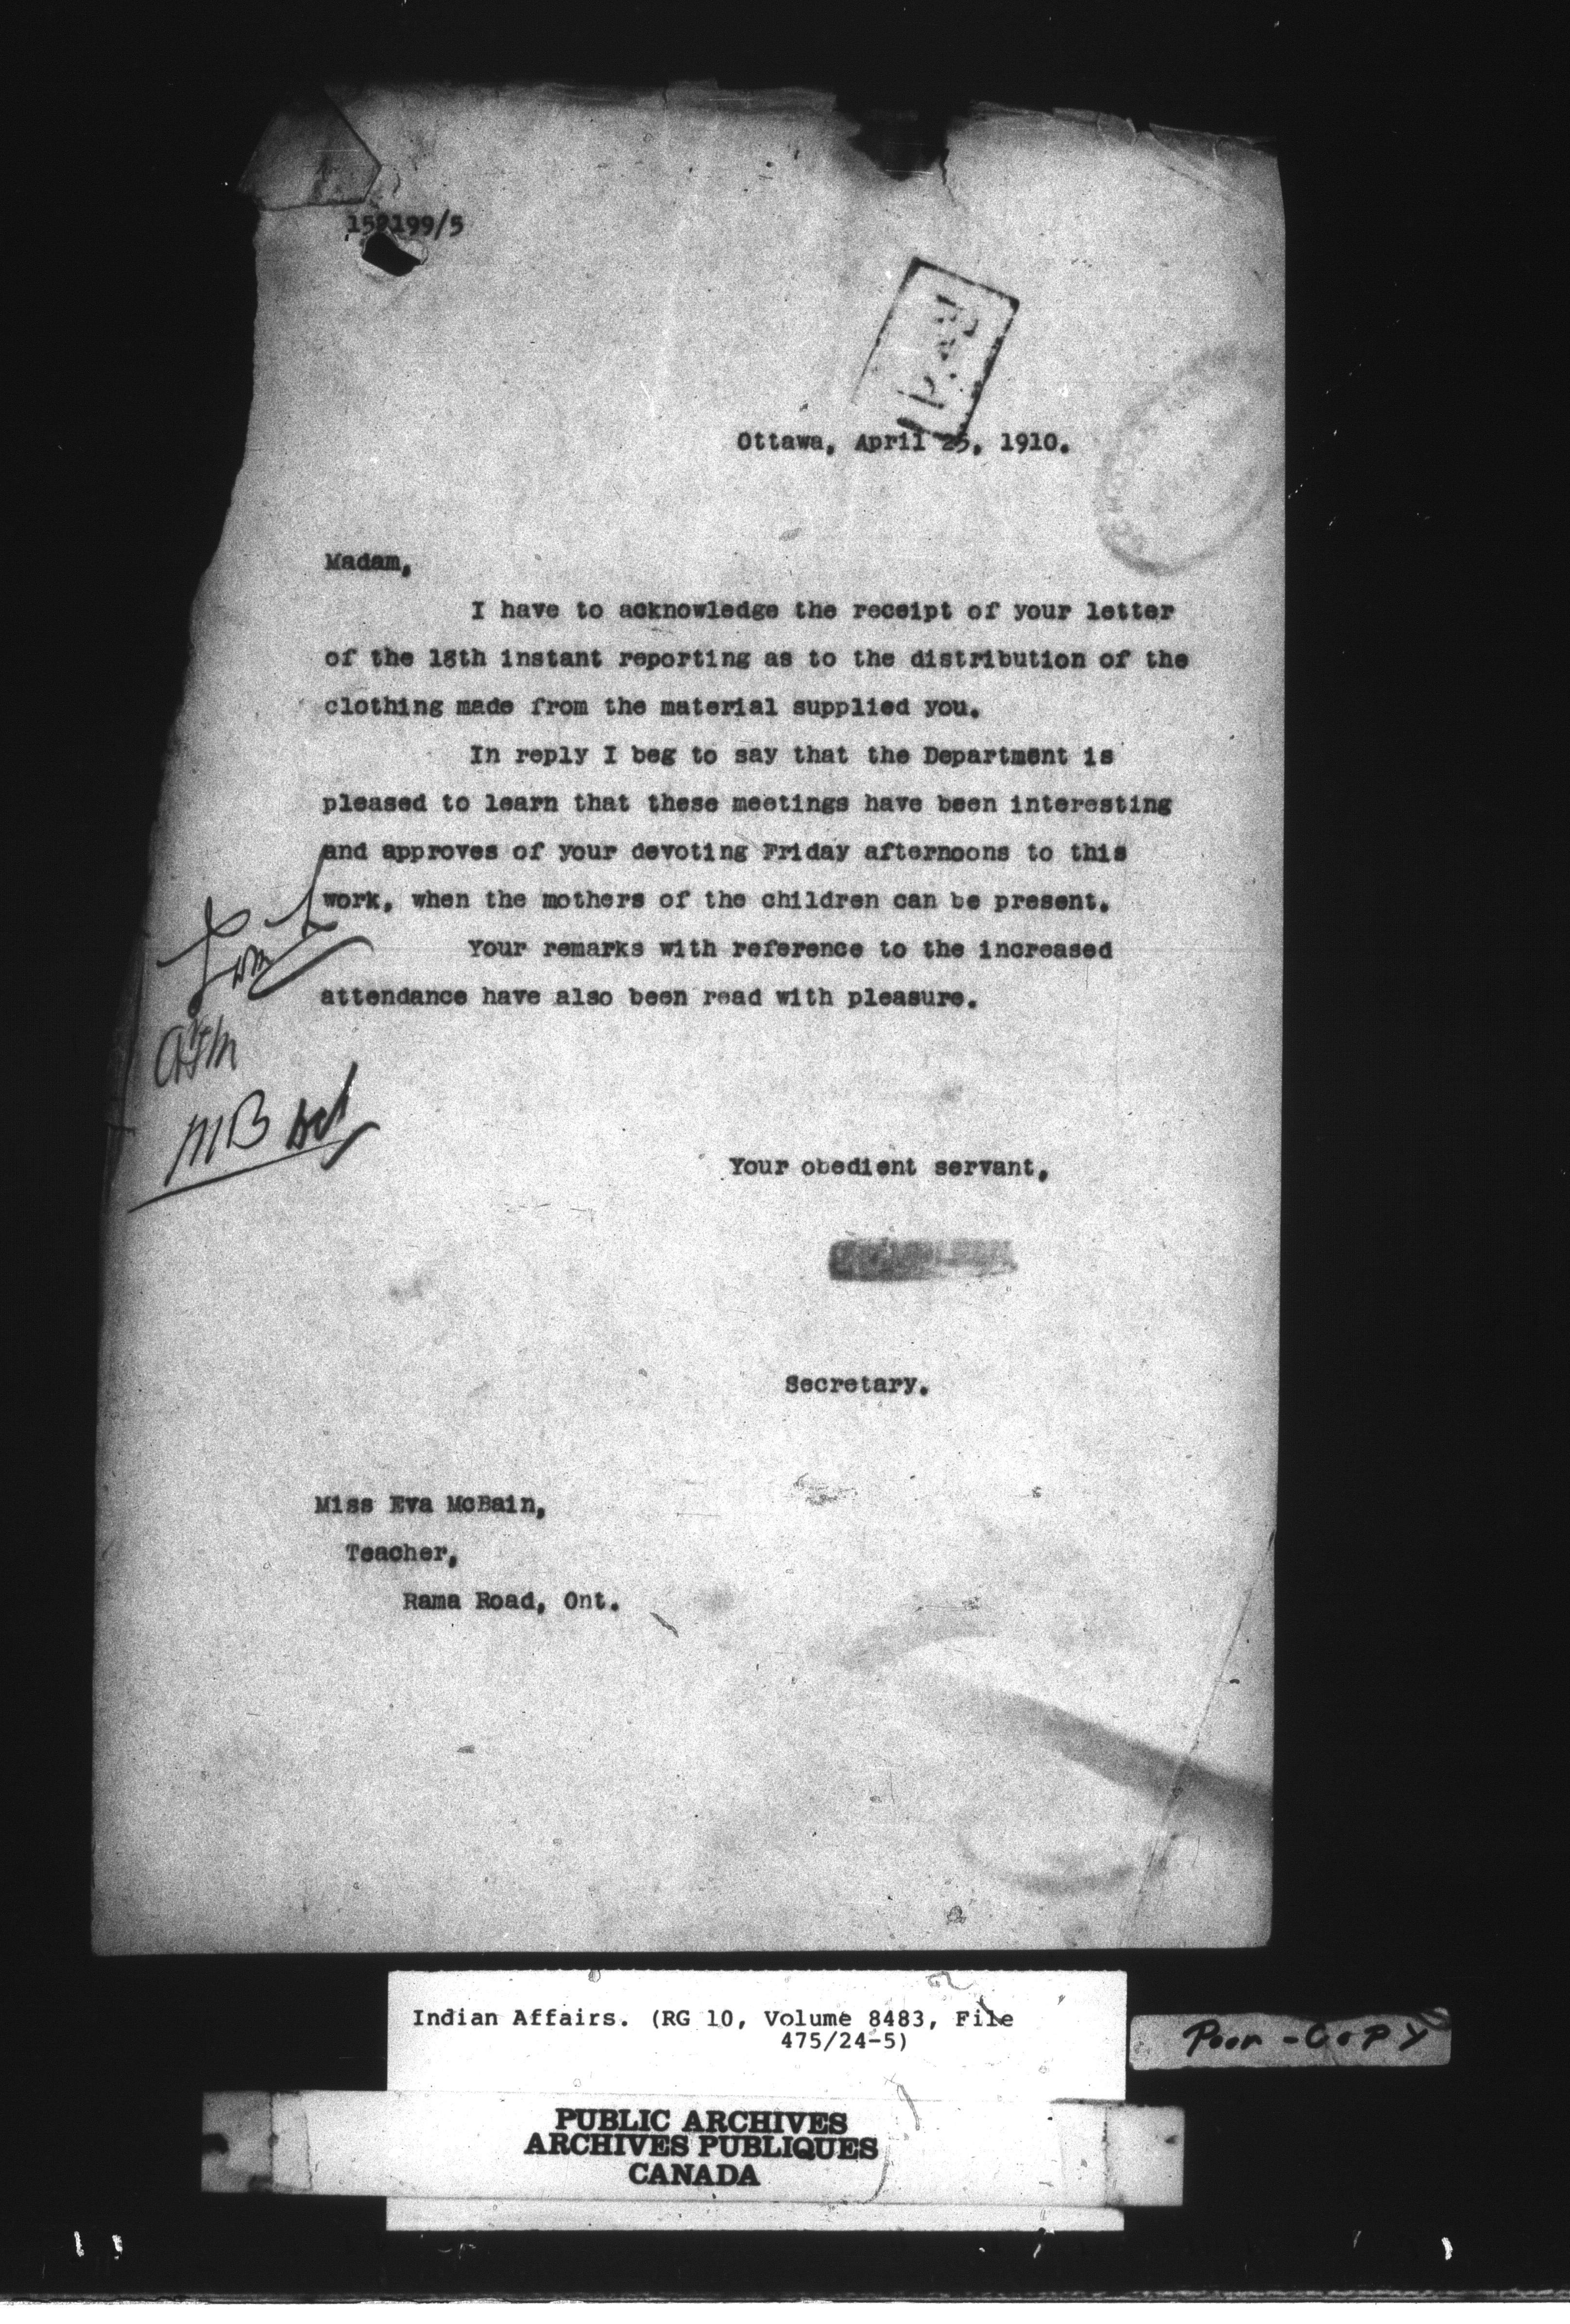 152199/5
Ottawa, April 25, 1910.
Madam,
I have to acknowledge the receipt of your letter
of the 18th instant reporting as to the distribution of the
clothing made from the material supplied you.
In reply I beg to say that the Department is
pleased to learn that these meetings have been interesting
and approves of your devoting Friday afternoons to this
work, when the mothers of the children can be present.
Your remarks with reference to the increased
attendance have also been read with pleasure.
MB
Your obedient servant,
Secretary.
Miss Eva McBain,
Teacher,
Rama Road, Ont.
Indian Affairs. (RG 10, Volume 8483, File
475/24-5)
Poor-Copy
PUBLIC ARCHIVES
ARCHIVES PUBLIQUES
CANADA